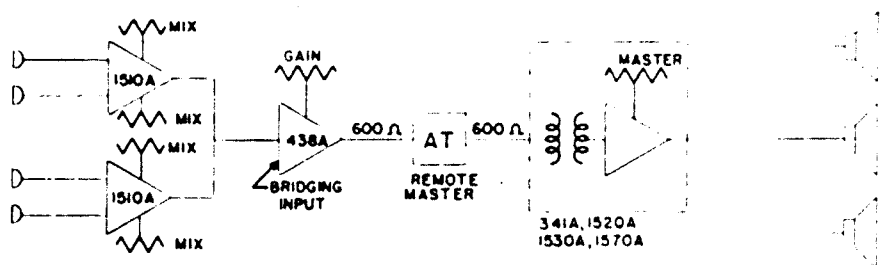 MIX
1510A
MIX
MIX
1510A
MIX
GAIN
438A
BRIDGING
INPUT
600 Ω
AT
REMOTE
MASTER
600 Ω
MASTER
341A, 1520A
1530A, 1570A